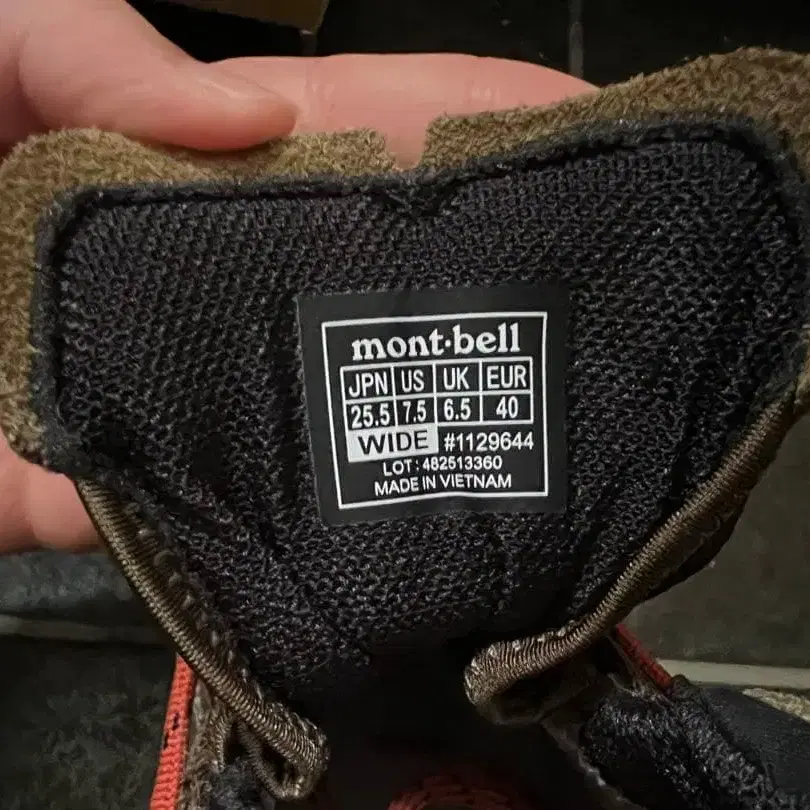 mont·bell
JPN US UK EUR
25.5 7.5 6.5 40
WIDE #1129644
LOT:482513360
MADE IN VIETNAM